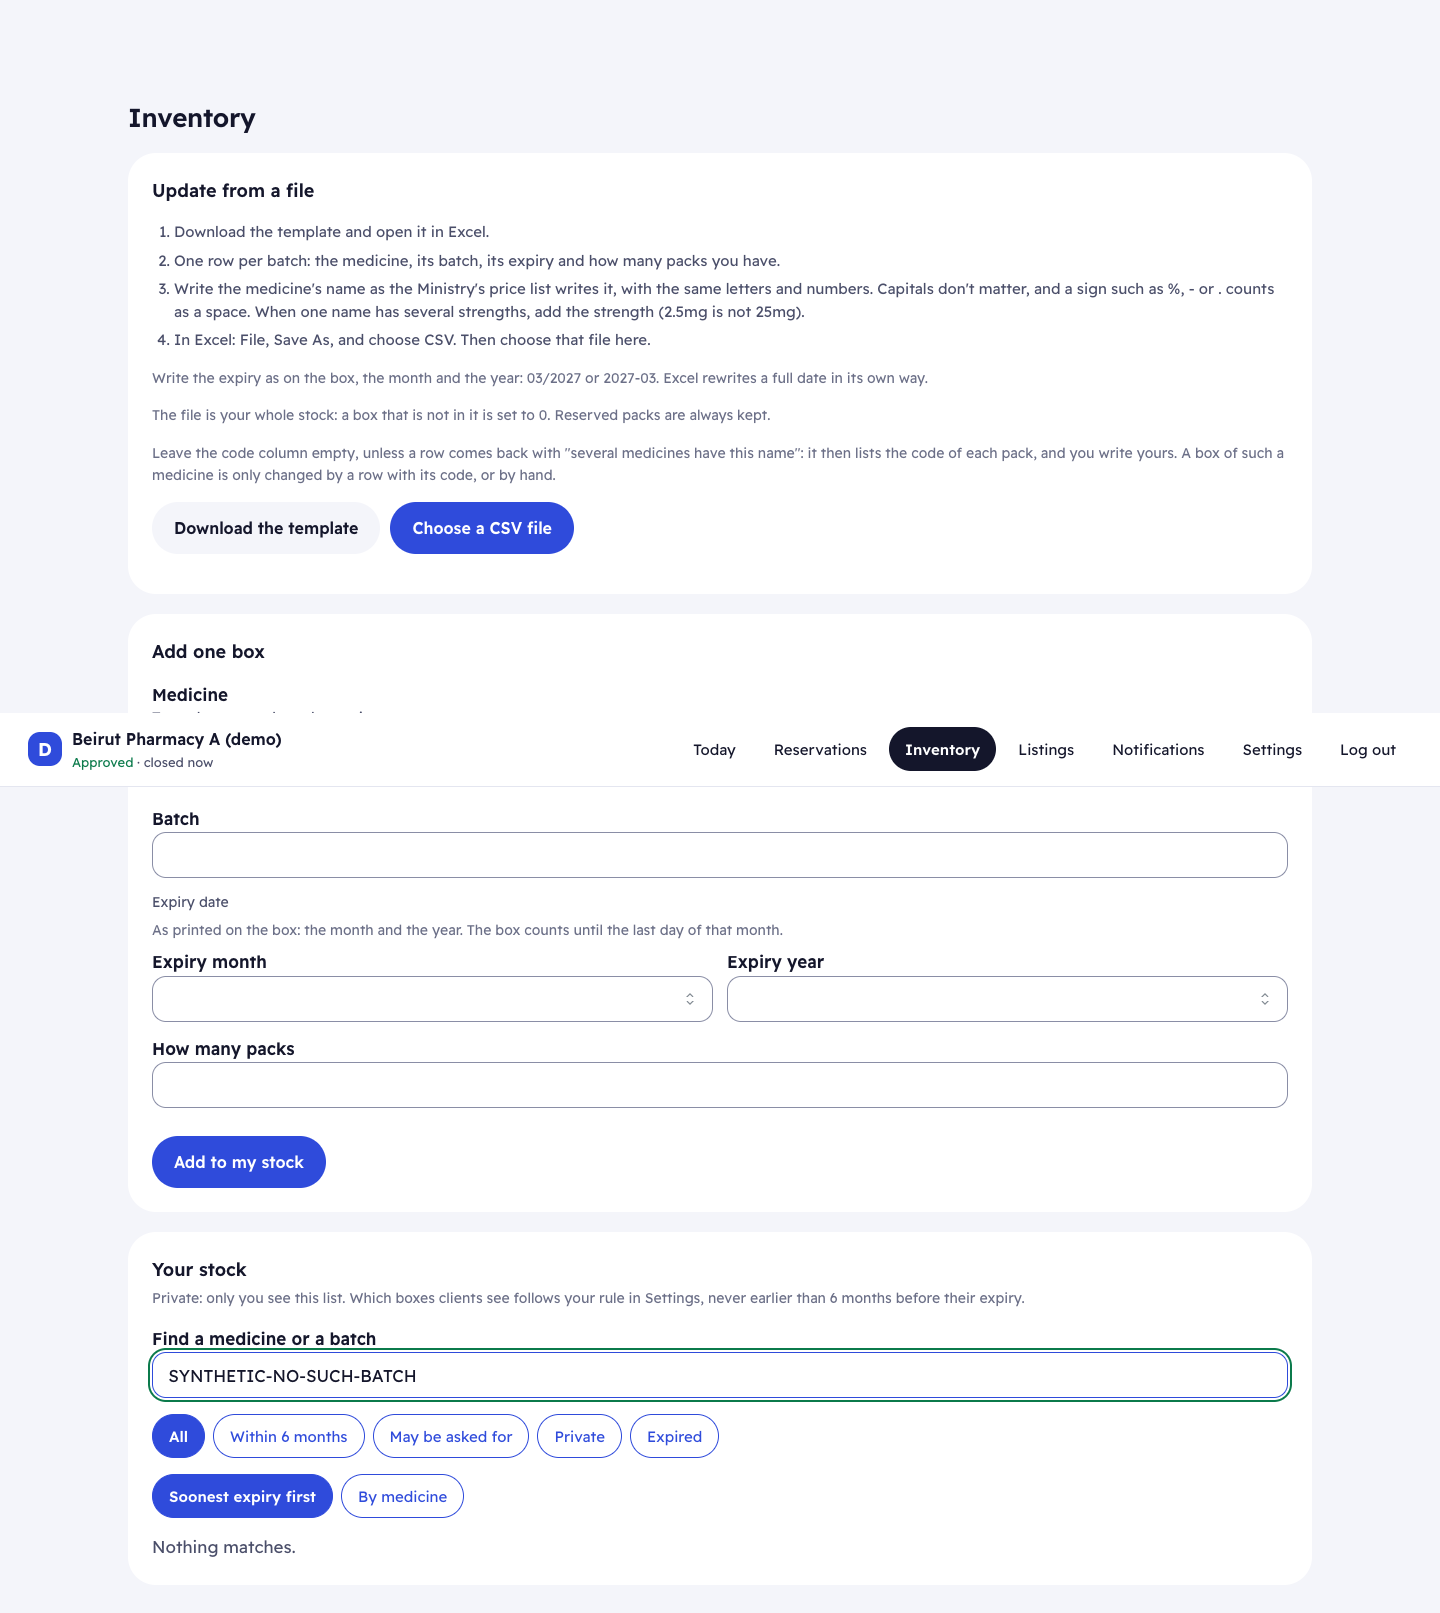 Inventory
Update from a file
1. Download the template and open it in Excel.
2. One row per batch: the medicine, its batch, its expiry and how many packs you have.
3. Write the medicine's name as the Ministry's price list writes it, with the same letters and numbers. Capitals don't matter, and a sign such as %, - or . counts
as a space. When one name has several strengths, add the strength (2.5mg is not 25mg).
4. In Excel: File, Save As, and choose CSV. Then choose that file here.
Write the expiry as on the box, the month and the year: 03/2027 or 2027-03. Excel rewrites a full date in its own way.
The file is your whole stock: a box that is not in it is set to 0. Reserved packs are always kept.
Leave the code column empty, unless a row comes back with "several medicines have this name": it then lists the code of each pack, and you write yours. A box of such a
medicine is only changed by a row with its code, or by hand.
Download the template Choose a CSV file
Add one box
Medicine
D Beirut Pharmacy A (demo)
Approved · closed now
Today Reservations Inventory Listings Notifications Settings Log out
Batch
Expiry date
As printed on the box: the month and the year. The box counts until the last day of that month.
Expiry month Expiry year
How many packs
Add to my stock
Your stock
Private: only you see this list. Which boxes clients see follows your rule in Settings, never earlier than 6 months before their expiry.
Find a medicine or a batch
SYNTHETIC-NO-SUCH-BATCH
All Within 6 months May be asked for Private Expired
Soonest expiry first By medicine
Nothing matches.